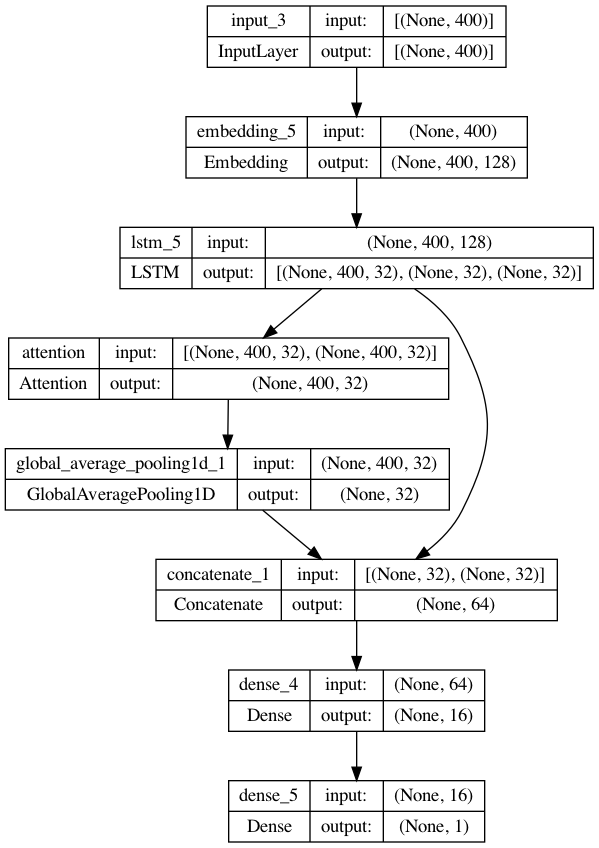 input_3 input: [(None, 400)]
InputLayer output: [(None, 400)]
embedding_5 input: (None, 400)
Embedding output: (None, 400, 128)
lstm_5 input: (None, 400, 128)
LSTM output: [(None, 400, 32), (None, 32), (None, 32)]
attention input: [(None, 400, 32), (None, 400, 32)]
Attention output: (None, 400, 32)
global_average_pooling1d_1 input: (None, 400, 32)
GlobalAveragePooling1D output: (None, 32)
concatenate_1 input: [(None, 32), (None, 32)]
Concatenate output: (None, 64)
dense_4 input: (None, 64)
Dense output: (None, 16)
dense_5 input: (None, 16)
Dense output: (None, 1)